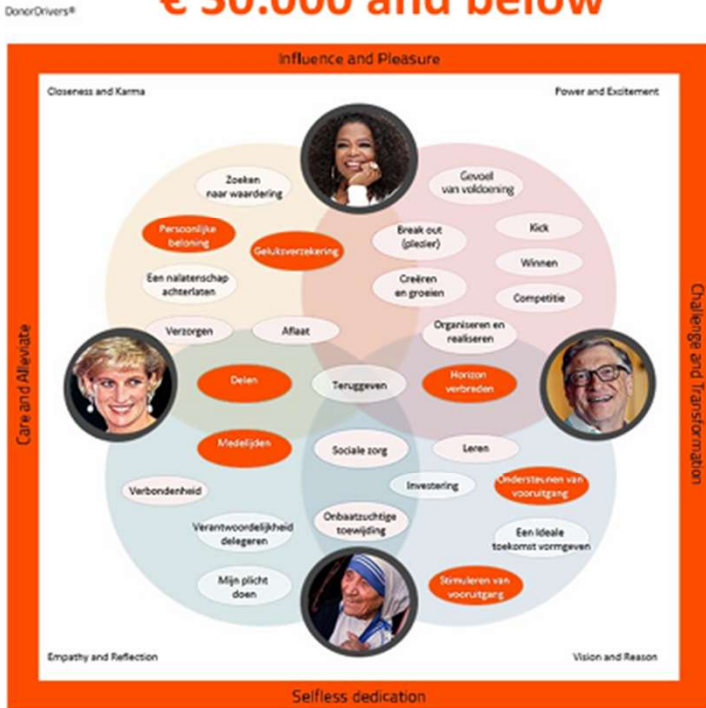 € 30.000 and below
DonorDrivers®
Influence and Pleasure
Closeness and Karma
Power and Excitement
Zoeken
naar waardering
Gevoel
van voldoening
Persoonlijke
beloning
Geluksverzekering
Break out
(plezier)
Kick
Winnen
Een nalatenschap
achterlaten
Creëren
en groeien
Competitie
Verzorgen
Aflaat
Organiseren en
realiseren
Care and Alleviate
Challenge and Transformation
Delen
Teruggeven
Horizon
verbreden
Medelijden
Sociale zorg
Leren
Verbondenheid
Investering
Ondersteunen van
vooruitgang
Verantwoordelijkheid
delegeren
Onbaatzuchtige
toewijding
Een Ideale
toekomst vormgeven
Mijn plicht
doen
Stimuleren van
vooruitgang
Empathy and Reflection
Vision and Reason
Selfless dedication